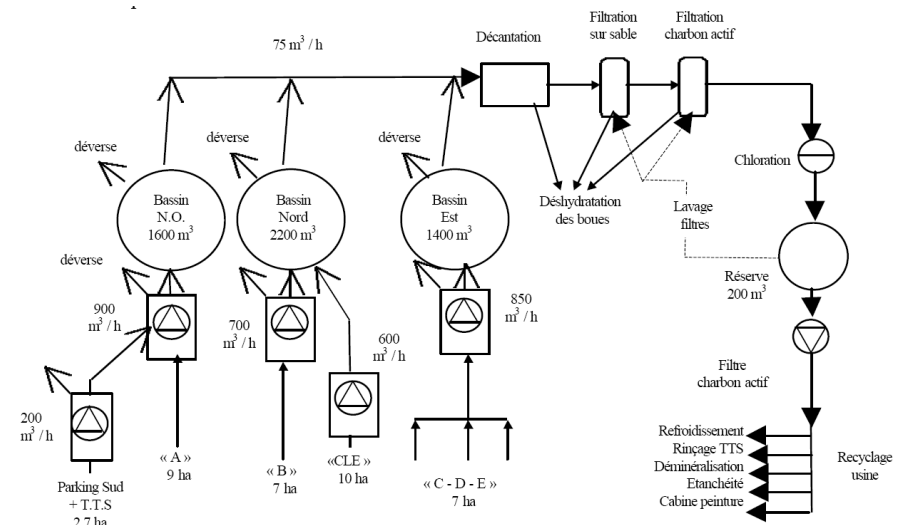 Filtration
sur sable
Filtration
charbon actif
Décantation
75 m³ / h
déverse
déverse
déverse
Chloration
Bassin
N.O.
1600 m³
Bassin
Nord
2200 m³
Bassin
Est
1400 m³
Déshydratation
des boues
Lavage
filtres
déverse
Réserve
200 m³
900
m³ / h
700
m³ / h
600
m³ / h
850
m³ / h
Filtre
charbon actif
200
m³ / h
Refroidissement
Rinçage TTS
Déminéralisation
Etanchéité
Cabine peinture
Recyclage
usine
Parking Sud
+ T.T.S
2,7 ha
« A »
9 ha
« B »
7 ha
«CLE »
10 ha
« C - D - E »
7 ha